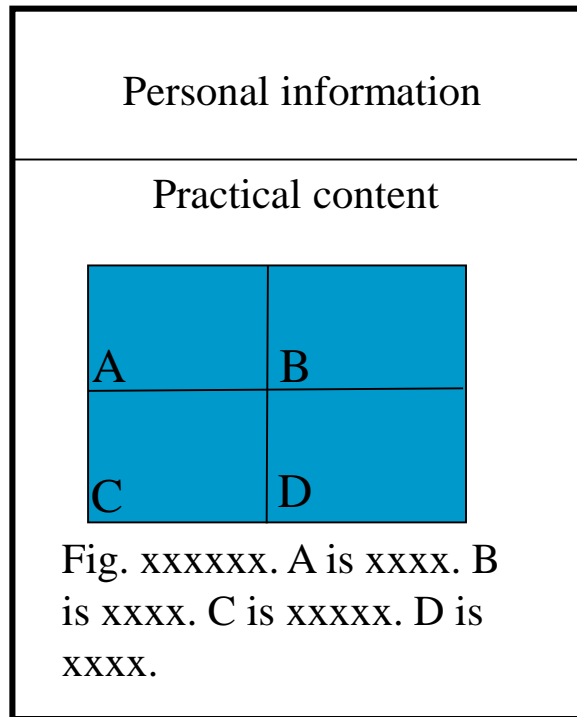 Personal information
Practical content
A B
C D
Fig. xxxxxx. A is xxxx. B
is xxxx. C is xxxxx. D is
xxxx.